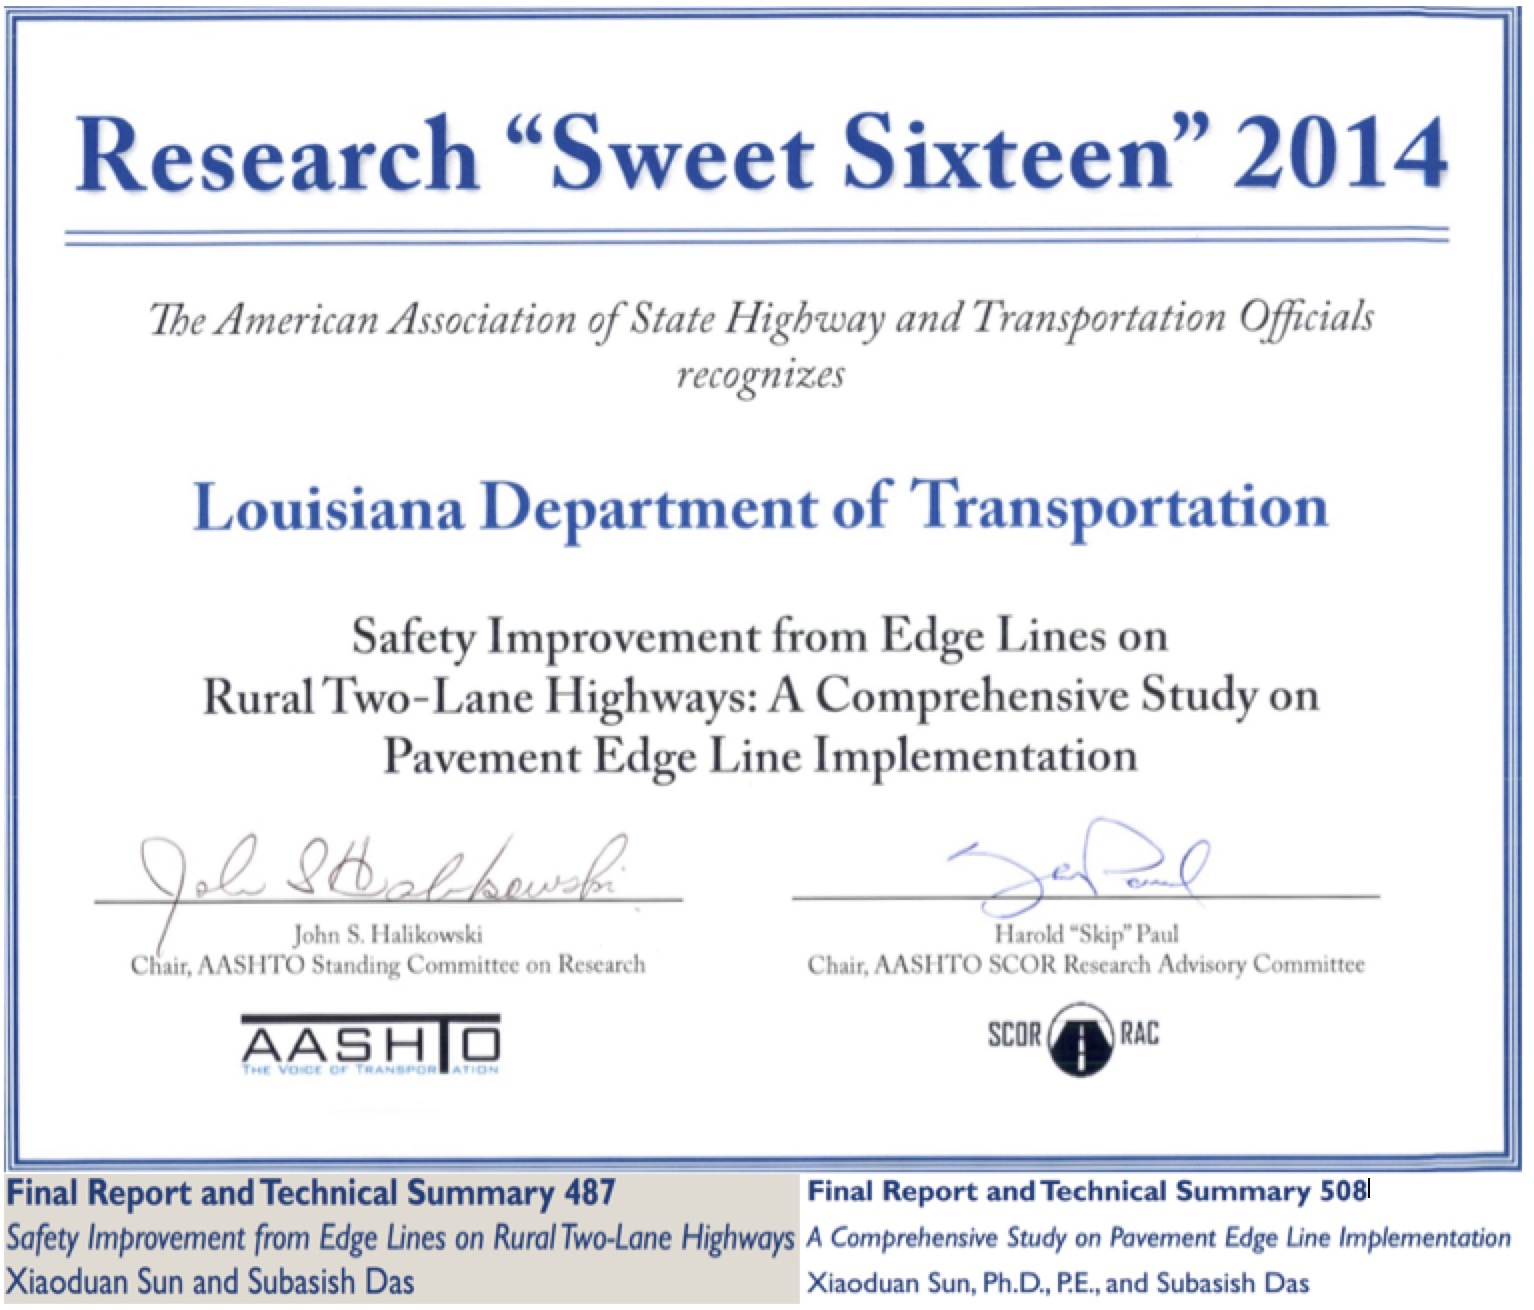 Research “Sweet Sixteen” 2014
The American Association of State Highway and Transportation Officials
recognizes
Louisiana Department of Transportation
Safety Improvement from Edge Lines on
Rural Two-Lane Highways: A Comprehensive Study on
Pavement Edge Line Implementation
John S Halikowski
John S. Halikowski
Chair, AASHTO Standing Committee on Research
AASHTO
THE VOICE OF TRANSPORTATION
Skip Paul
Harold “Skip” Paul
Chair, AASHTO SCOR Research Advisory Committee
SCOR RAC
Final Report and Technical Summary 487
Safety Improvement from Edge Lines on Rural Two-Lane Highways
Xiaoduan Sun and Subasish Das
Final Report and Technical Summary 508
A Comprehensive Study on Pavement Edge Line Implementation
Xiaoduan Sun, Ph.D., P.E., and Subasish Das